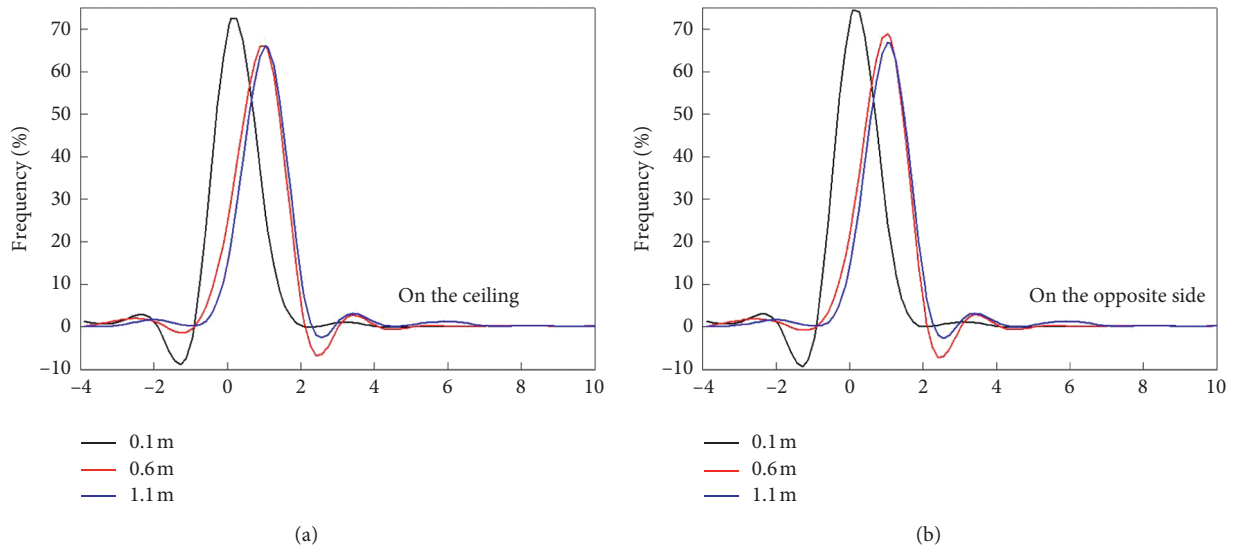 Frequency (%)
70
60
50
40
30
20
10
0
−10
On the ceiling
−4 −2 0 2 4 6 8 10
0.1 m
0.6 m
1.1 m
(a)
Frequency (%)
70
60
50
40
30
20
10
0
−10
On the opposite side
−4 −2 0 2 4 6 8 10
0.1 m
0.6 m
1.1 m
(b)